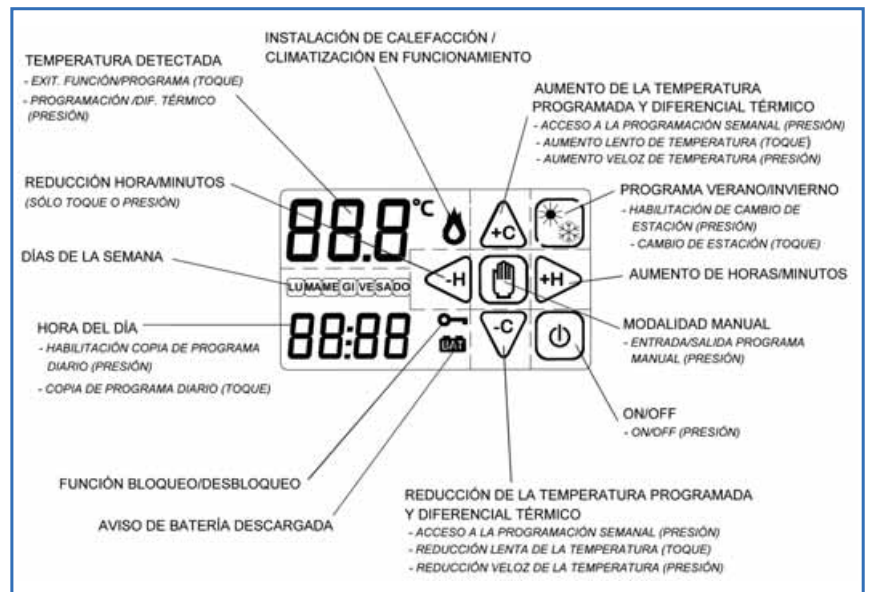 INSTALACIÓN DE CALEFACCIÓN /
CLIMATIZACIÓN EN FUNCIONAMIENTO
TEMPERATURA DETECTADA
- EXIT. FUNCIÓN/PROGRAMA (TOQUE)
- PROGRAMACIÓN /DIF. TÉRMICO
(PRESIÓN)
REDUCCIÓN HORA/MINUTOS
(SÓLO TOQUE O PRESIÓN)
DÍAS DE LA SEMANA
HORA DEL DÍA
- HABILITACIÓN COPIA DE PROGRAMA
DIARIO (PRESIÓN)
- COPIA DE PROGRAMA DIARIO (TOQUE)
FUNCIÓN BLOQUEO/DESBLOQUEO
AVISO DE BATERÍA DESCARGADA
88.8 °C
LU MA ME GI VE SA DO
88:88
BAT
+C
-H
+H
-C
AUMENTO DE LA TEMPERATURA
PROGRAMADA Y DIFERENCIAL TÉRMICO
- ACCESO A LA PROGRAMACIÓN SEMANAL (PRESIÓN)
- AUMENTO LENTO DE TEMPERATURA (TOQUE)
- AUMENTO VELOZ DE TEMPERATURA (PRESIÓN)
PROGRAMA VERANO/INVIERNO
- HABILITACIÓN DE CAMBIO DE
ESTACIÓN (PRESIÓN)
- CAMBIO DE ESTACIÓN (TOQUE)
AUMENTO DE HORAS/MINUTOS
MODALIDAD MANUAL
- ENTRADA/SALIDA PROGRAMA
MANUAL (PRESIÓN)
ON/OFF
- ON/OFF (PRESIÓN)
REDUCCIÓN DE LA TEMPERATURA PROGRAMADA
Y DIFERENCIAL TÉRMICO
- ACCESO A LA PROGRAMACIÓN SEMANAL (PRESIÓN)
- REDUCCIÓN LENTA DE LA TEMPERATURA (TOQUE)
- REDUCCIÓN VELOZ DE LA TEMPERATURA (PRESIÓN)